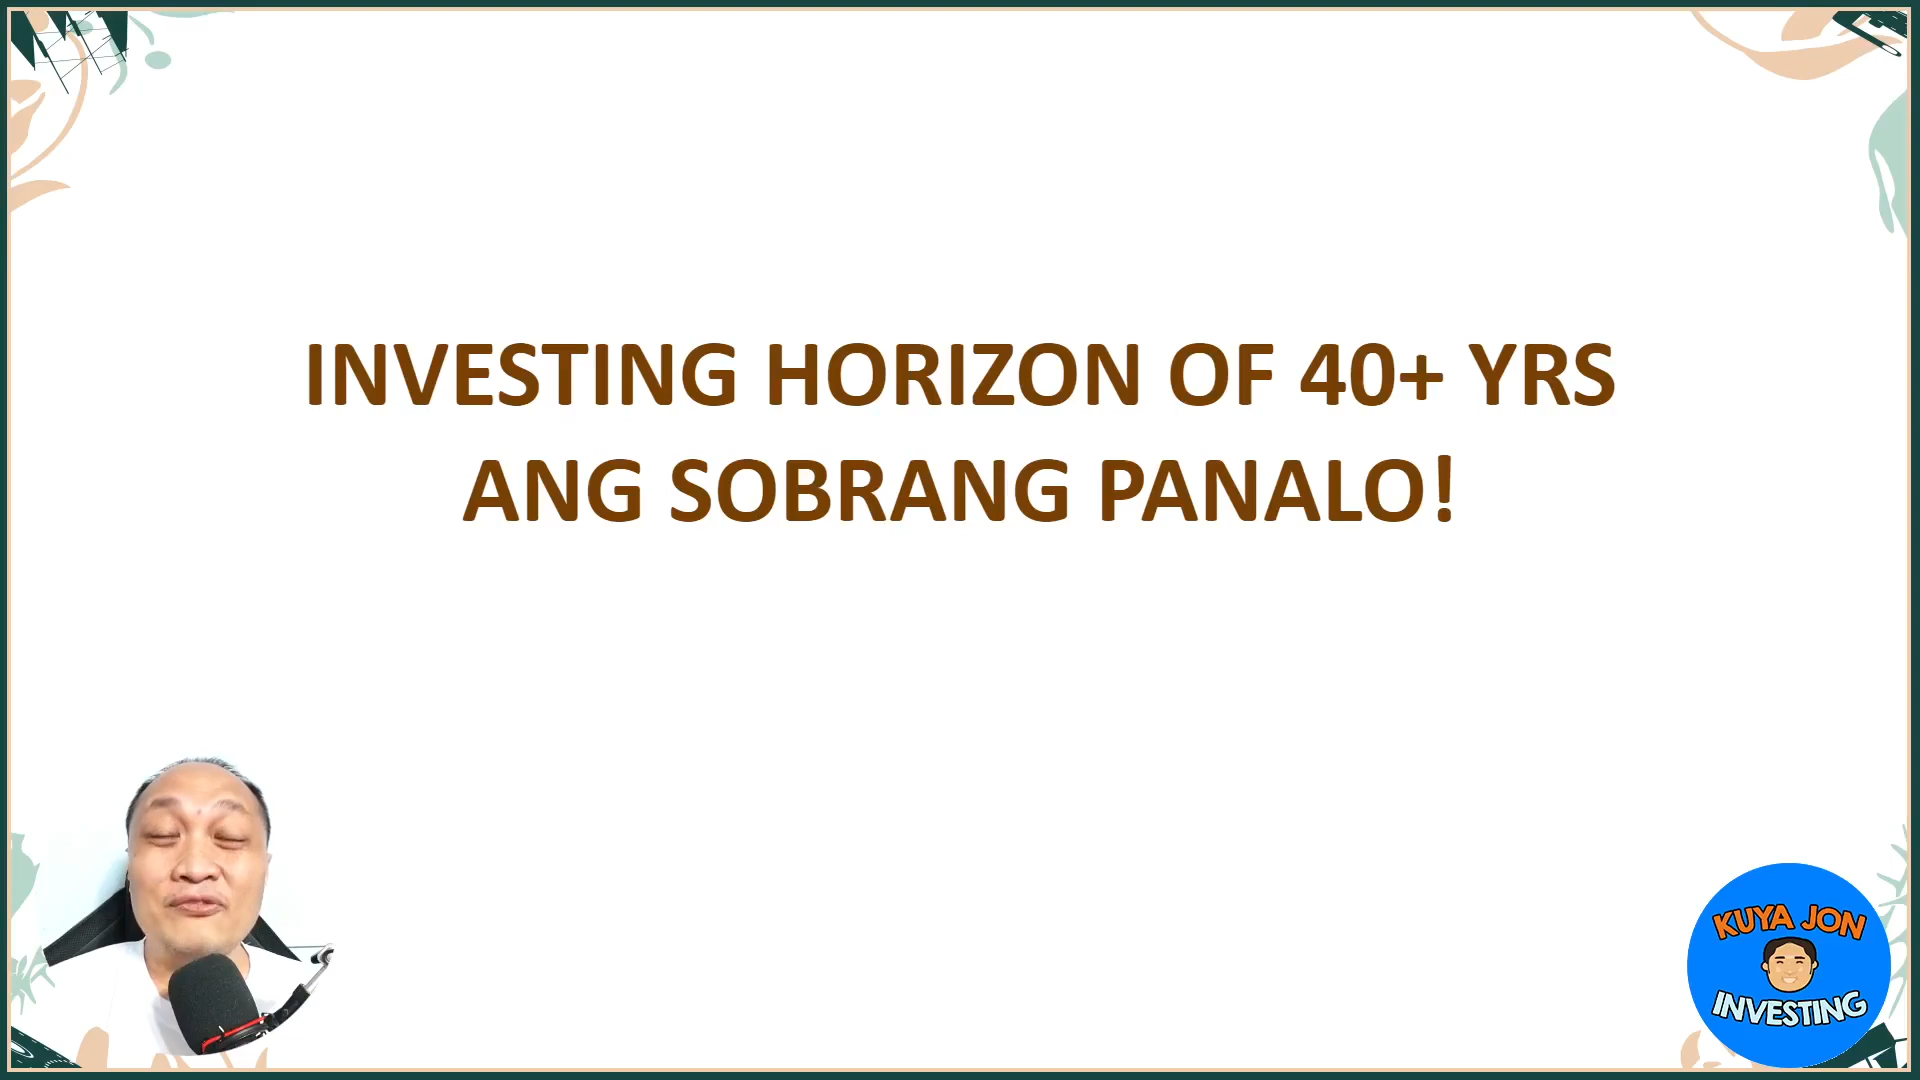 INVESTING HORIZON OF 40+ YRS
ANG SOBRANG PANALO!
KUYA JON
INVESTING